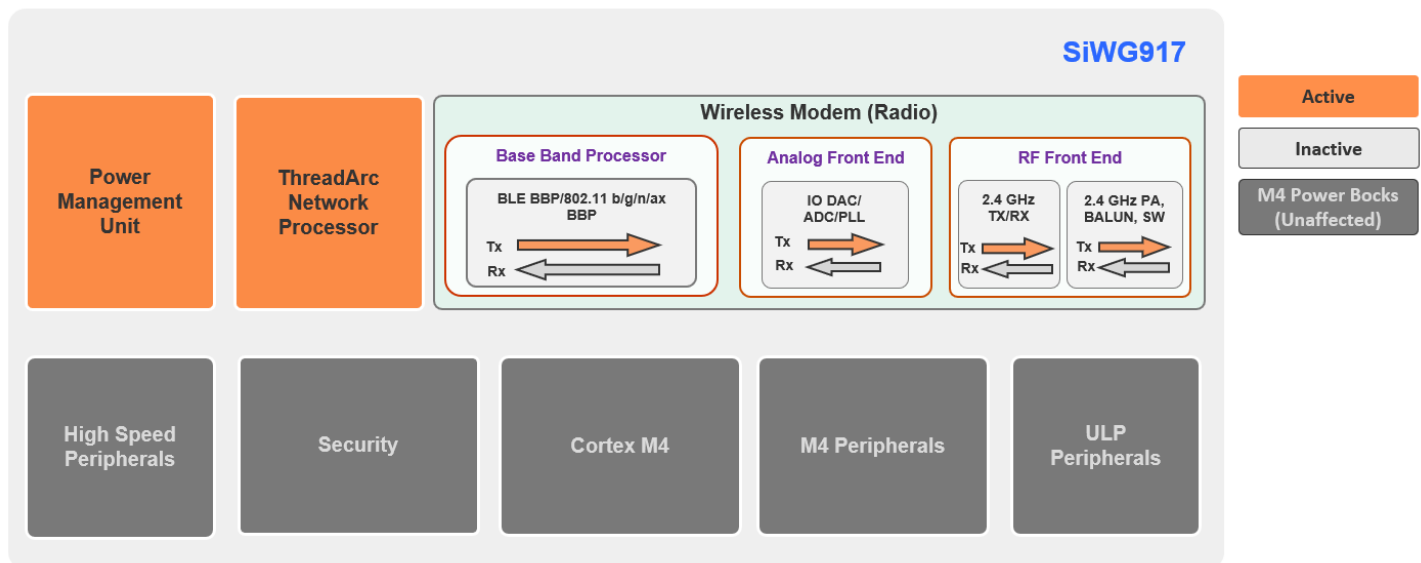 SiWG917
Power
Management
Unit
ThreadArc
Network
Processor
Wireless Modem (Radio)
Base Band Processor
BLE BBP/802.11 b/g/n/ax
BBP
Tx
Rx
Analog Front End
IO DAC/
ADC/PLL
Tx
Rx
RF Front End
2.4 GHz
TX/RX
Tx
Rx
2.4 GHz PA,
BALUN, SW
Tx
Rx
High Speed
Peripherals
Security
Cortex M4
M4 Peripherals
ULP
Peripherals
Active
Inactive
M4 Power Bocks
(Unaffected)